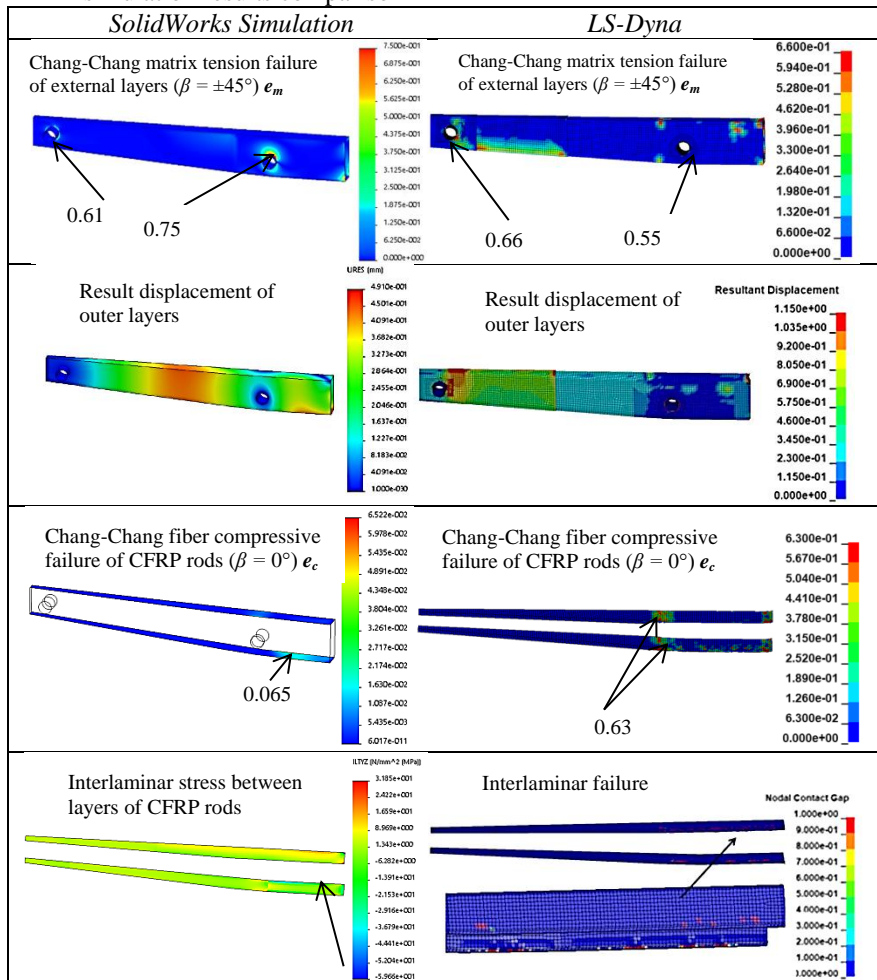 results comparison
SolidWorks Simulation
LS-Dyna
Chang-Chang matrix tension failure
of external layers (β = ±45°) e_m
7.500e-001
5.625e-001
5.000e-001
4.375e-001
3.750e-001
3.125e-001
2.500e-001
1.875e-001
1.250e-001
6.250e-002
0.000e+000
0.61
0.75
Chang-Chang matrix tension failure
of external layers (β = ±45°) e_m
6.600e-01
5.940e-01
5.280e-01
4.620e-01
3.960e-01
3.300e-01
2.640e-01
1.980e-01
1.320e-01
6.600e-02
0.000e+00
0.66
0.55
Result displacement of
outer layers
URES (mm)
4.910e-001
4.501e-001
4.092e-001
3.682e-001
3.273e-001
2.864e-001
2.455e-001
2.046e-001
1.637e-001
1.227e-001
8.183e-002
4.091e-002
1.000e-030
Result displacement of
outer layers
Resultant Displacement
1.150e+00
1.035e+00
9.200e-01
8.050e-01
6.900e-01
5.750e-01
4.600e-01
3.450e-01
2.300e-01
1.150e-01
0.000e+00
Chang-Chang fiber compressive
failure of CFRP rods (β = 0°) e_c
6.522e-002
5.978e-002
5.435e-002
4.891e-002
4.348e-002
3.804e-002
3.261e-002
2.717e-002
2.174e-002
1.630e-002
1.087e-002
5.435e-003
6.017e-011
0.065
Chang-Chang fiber compressive
failure of CFRP rods (β = 0°) e_c
6.300e-01
5.670e-01
5.040e-01
4.410e-01
3.780e-01
3.150e-01
2.520e-01
1.890e-01
1.260e-01
6.300e-02
0.000e+00
0.63
Interlaminar stress between
layers of CFRP rods
ILTYZ (N/mm^2 (MPa))
3.185e+001
2.422e+001
1.659e+001
8.969e+000
1.343e+000
-6.282e+000
-1.391e+001
-2.153e+001
-2.916e+001
-3.679e+001
-4.441e+001
-5.204e+001
-5.966e+001
Interlaminar failure
Nodal Contact Gap
1.000e+00
9.000e-01
8.000e-01
7.000e-01
6.000e-01
5.000e-01
4.000e-01
3.000e-01
2.000e-01
1.000e-01
0.000e+00